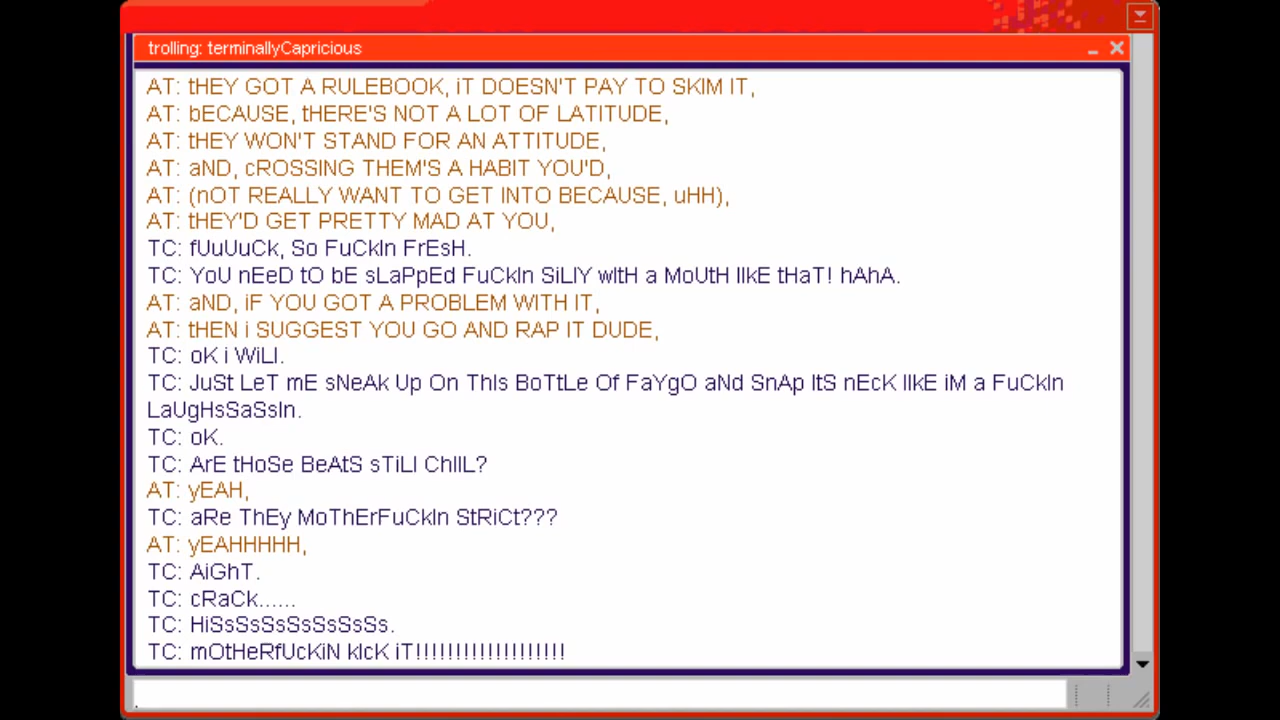 trolling: terminallyCapricious
AT: tHEY GOT A RULEBOOK, iT DOESN'T PAY TO SKIM IT,
AT: bECAUSE, tHERE'S NOT A LOT OF LATITUDE,
AT: tHEY WON'T STAND FOR AN ATTITUDE,
AT: aND, cROSSING THEM'S A HABIT YOU'D,
AT: (nOT REALLY WANT TO GET INTO BECAUSE, uHH),
AT: tHEY'D GET PRETTY MAD AT YOU,
TC: fUuUuCk, So FuCkIn FrEsH.
TC: YoU nEeD tO bE sLaPpEd FuCkIn SiLlY wItH a MoUtH lIkE tHaT! hAhA.
AT: aND, iF YOU GOT A PROBLEM WITH IT,
AT: tHEN i SUGGEST YOU GO AND RAP IT DUDE,
TC: oK i WiLl.
TC: JuSt LeT mE sNeAk Up On ThIs BoTtLe Of FaYgO aNd SnAp ItS nEcK lIkE iM a FuCkIn
LaUgHsSaSsIn.
TC: oK.
TC: ArE tHoSe BeAtS sTiLl ChIlL?
AT: yEAH,
TC: aRe ThEy MoThErFuCkIn StRiCt???
AT: yEAHHHHH,
TC: AiGhT.
TC: cRaCk......
TC: HiSsSsSsSsSsSsSs.
TC: mOtHeRfUcKiN kIcK iT!!!!!!!!!!!!!!!!!!!